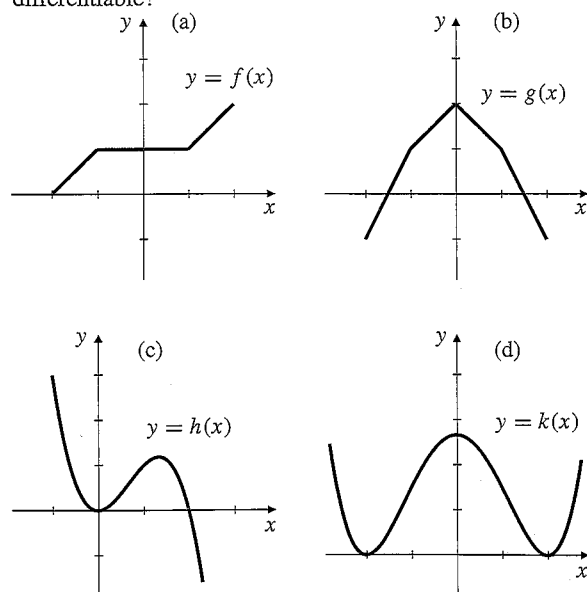 differentiable?
y (a)
y = f(x)
x
y (b)
y = g(x)
x
y (c)
y = h(x)
x
y (d)
y = k(x)
x